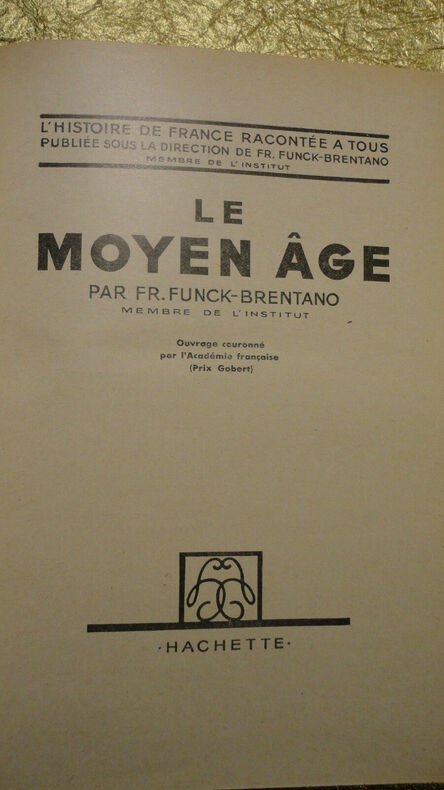 L'HISTOIRE DE FRANCE RACONTÉE A TOUS
PUBLIÉE SOUS LA DIRECTION DE FR. FUNCK-BRENTANO
MEMBRE DE L'INSTITUT
LE
MOYEN ÂGE
PAR FR. FUNCK-BRENTANO
MEMBRE DE L'INSTITUT
Ouvrage couronné
par l'Académie française
(Prix Gobert)
·HACHETTE·